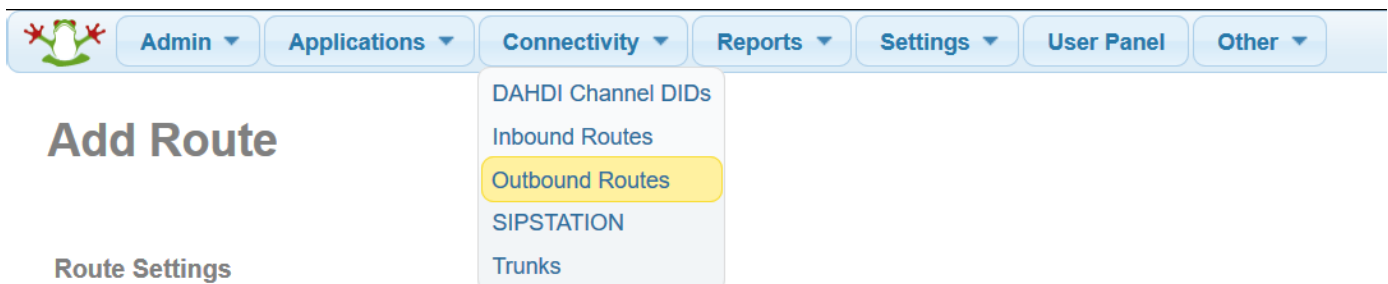 Admin Applications Connectivity Reports Settings User Panel Other
DAHDI Channel DIDs
Add Route
Inbound Routes
Outbound Routes
SIPSTATION
Route Settings
Trunks